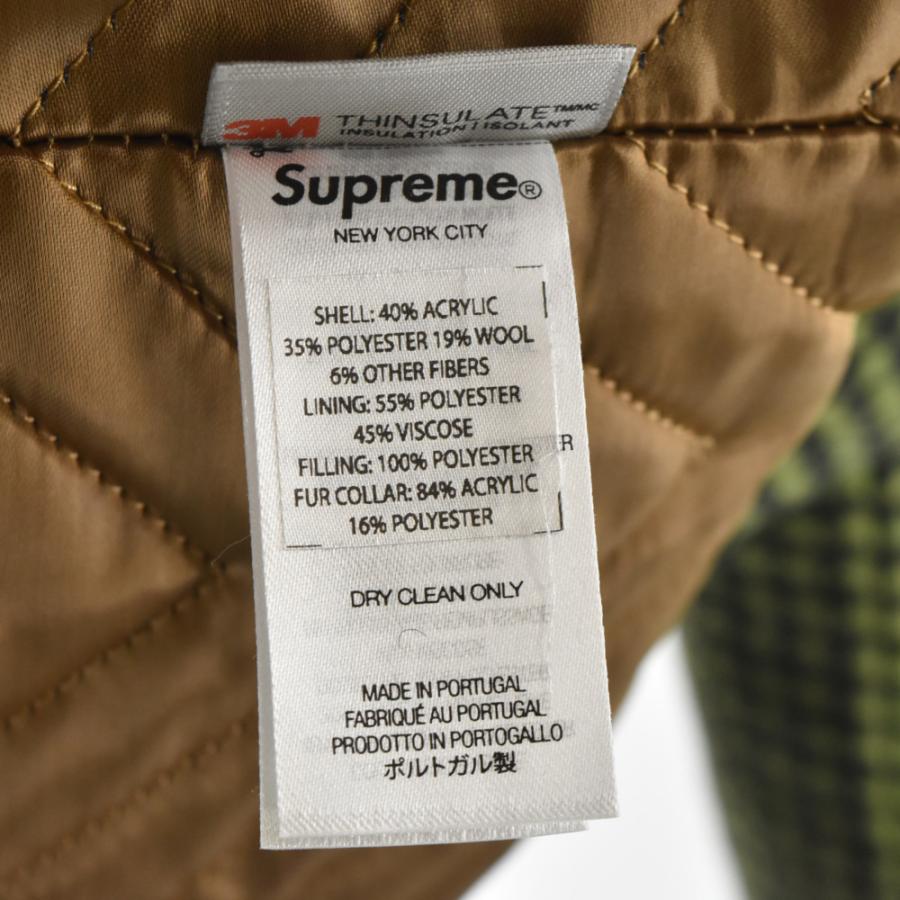 3M THINSULATE™/MC
INSULATION | ISOLANT
Supreme®
NEW YORK CITY
SHELL: 40% ACRYLIC
35% POLYESTER 19% WOOL
6% OTHER FIBERS
LINING: 55% POLYESTER
45% VISCOSE
FILLING: 100% POLYESTER
FUR COLLAR: 84% ACRYLIC
16% POLYESTER
DRY CLEAN ONLY
MADE IN PORTUGAL
FABRIQUÉ AU PORTUGAL
PRODOTTO IN PORTOGALLO
ポルトガル製